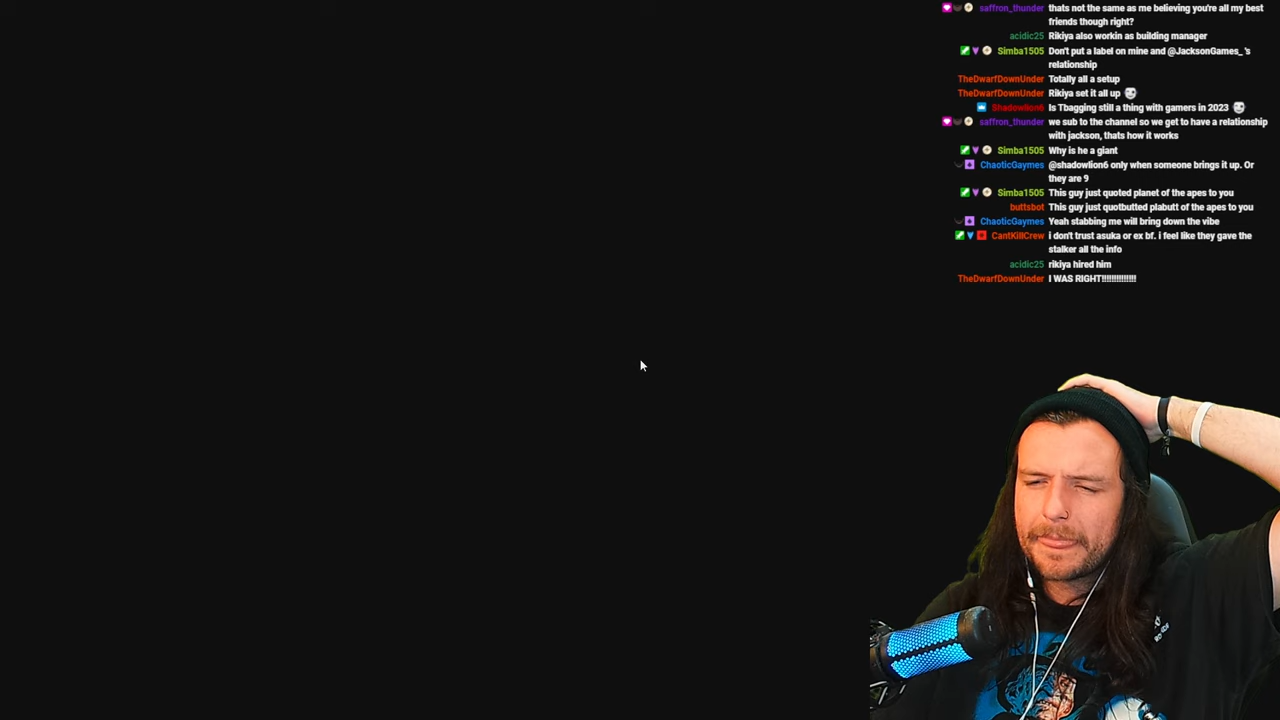 saffron_thunder thats not the same as me believing you're all my best
friends though right?
acidic25 Rikiya also workin as building manager
Simba1505 Don't put a label on mine and @JacksonGames_ 's
relationship
TheDwarfDownUnder Totally all a setup
TheDwarfDownUnder Rikiya set it all up
Shadowlion6 Is Tbagging still a thing with gamers in 2023
saffron_thunder we sub to the channel so we get to have a relationship
with jackson, thats how it works
Simba1505 Why is he a giant
ChaoticGaymes @shadowlion6 only when someone brings it up. Or
they are 9
Simba1505 This guy just quoted planet of the apes to you
buttsbot This guy just quotbutted plabutt of the apes to you
ChaoticGaymes Yeah stabbing me will bring down the vibe
CantKillCrew i don't trust asuka or ex bf. i feel like they gave the
stalker all the info
acidic25 rikiya hired him
TheDwarfDownUnder I WAS RIGHT!!!!!!!!!!!!!!